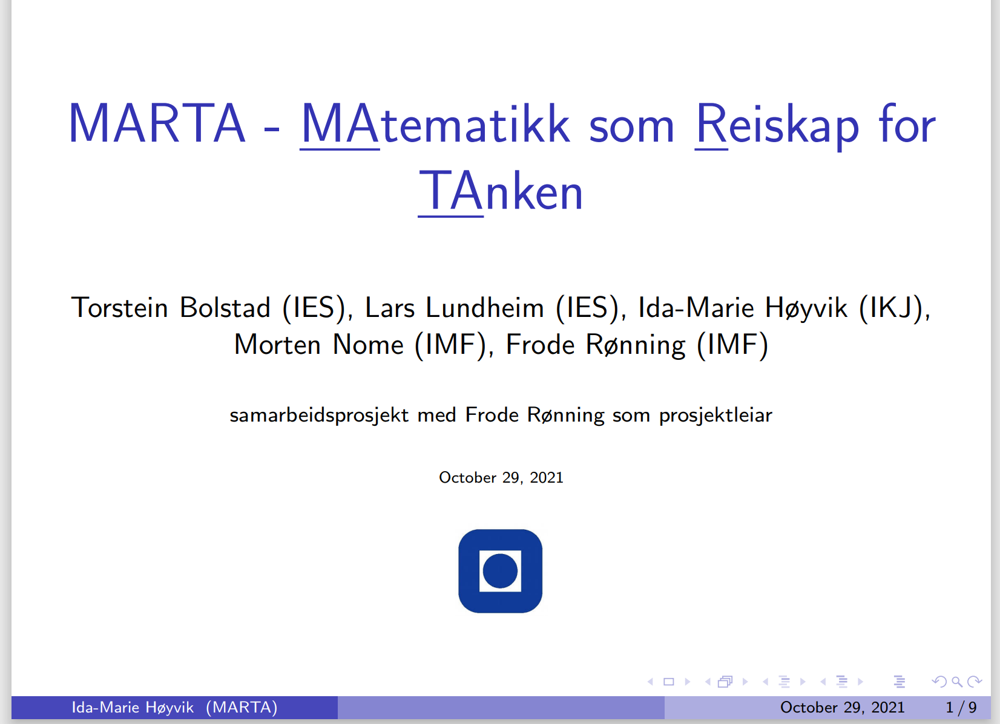 MARTA - MAtematikk som Reiskap for
TAnken
Torstein Bolstad (IES), Lars Lundheim (IES), Ida-Marie Høyvik (IKJ),
Morten Nome (IMF), Frode Rønning (IMF)
samarbeidsprosjekt med Frode Rønning som prosjektleiar
October 29, 2021
Ida-Marie Høyvik (MARTA) October 29, 2021 1 / 9